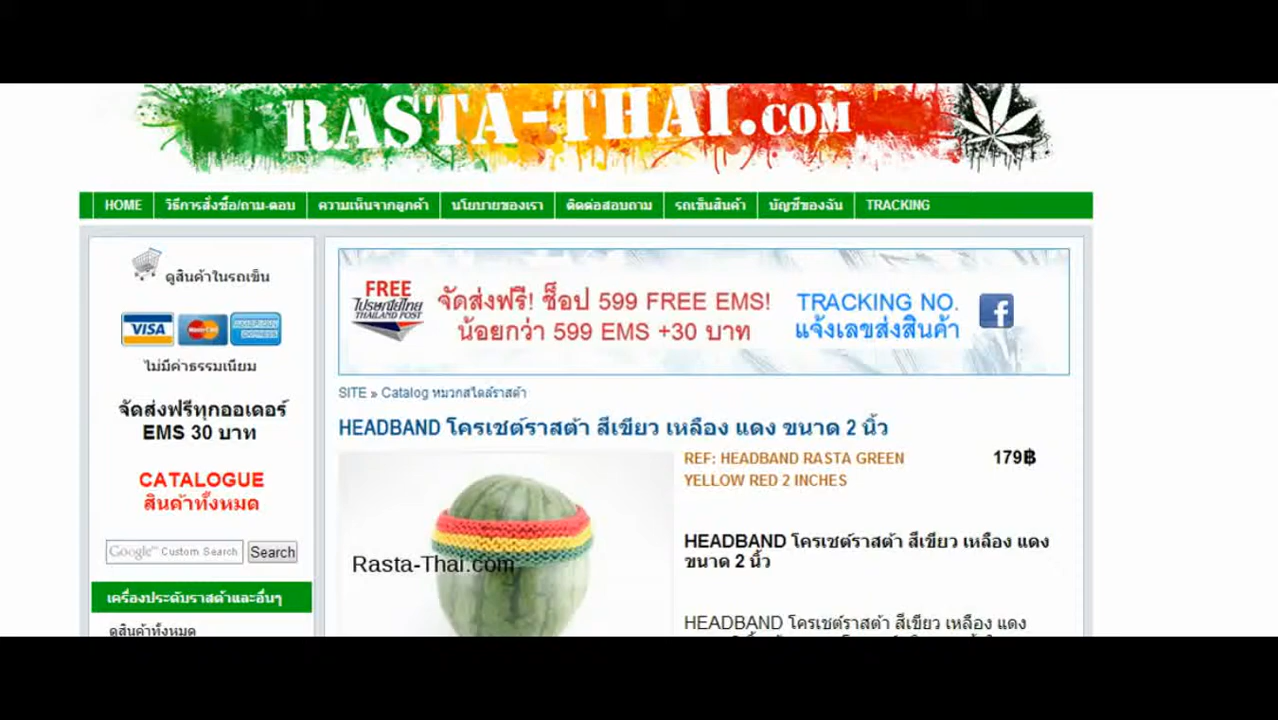 RASTA-THAI.COM
HOME วิธีการสั่งซื้อ/ถาม-ตอบ ความเห็นจากลูกค้า นโยบายของเรา ติดต่อสอบถาม รถเข็นสินค้า บัญชีของฉัน TRACKING
ดูสินค้าในรถเข็น
VISA MasterCard
ไม่มีค่าธรรมเนียม
จัดส่งฟรีทุกออเดอร์
EMS 30 บาท
CATALOGUE
สินค้าทั้งหมด
Google™ Custom Search Search
เครื่องประดับราสต้าและอื่นๆ
ดูสินค้าทั้งหมด
FREE
ไปรษณีย์ไทย
THAILAND POST
จัดส่งฟรี! ช็อป 599 FREE EMS!
น้อยกว่า 599 EMS +30 บาท
TRACKING NO.
แจ้งเลขส่งสินค้า
f
SITE » Catalog หมวกสไตล์ราสต้า
HEADBAND โครเชต์ราสต้า สีเขียว เหลือง แดง ขนาด 2 นิ้ว
Rasta-Thai.com
REF: HEADBAND RASTA GREEN
YELLOW RED 2 INCHES
179฿
HEADBAND โครเชต์ราสต้า สีเขียว เหลือง แดง
ขนาด 2 นิ้ว
HEADBAND โครเชต์ราสต้า สีเขียว เหลือง แดง